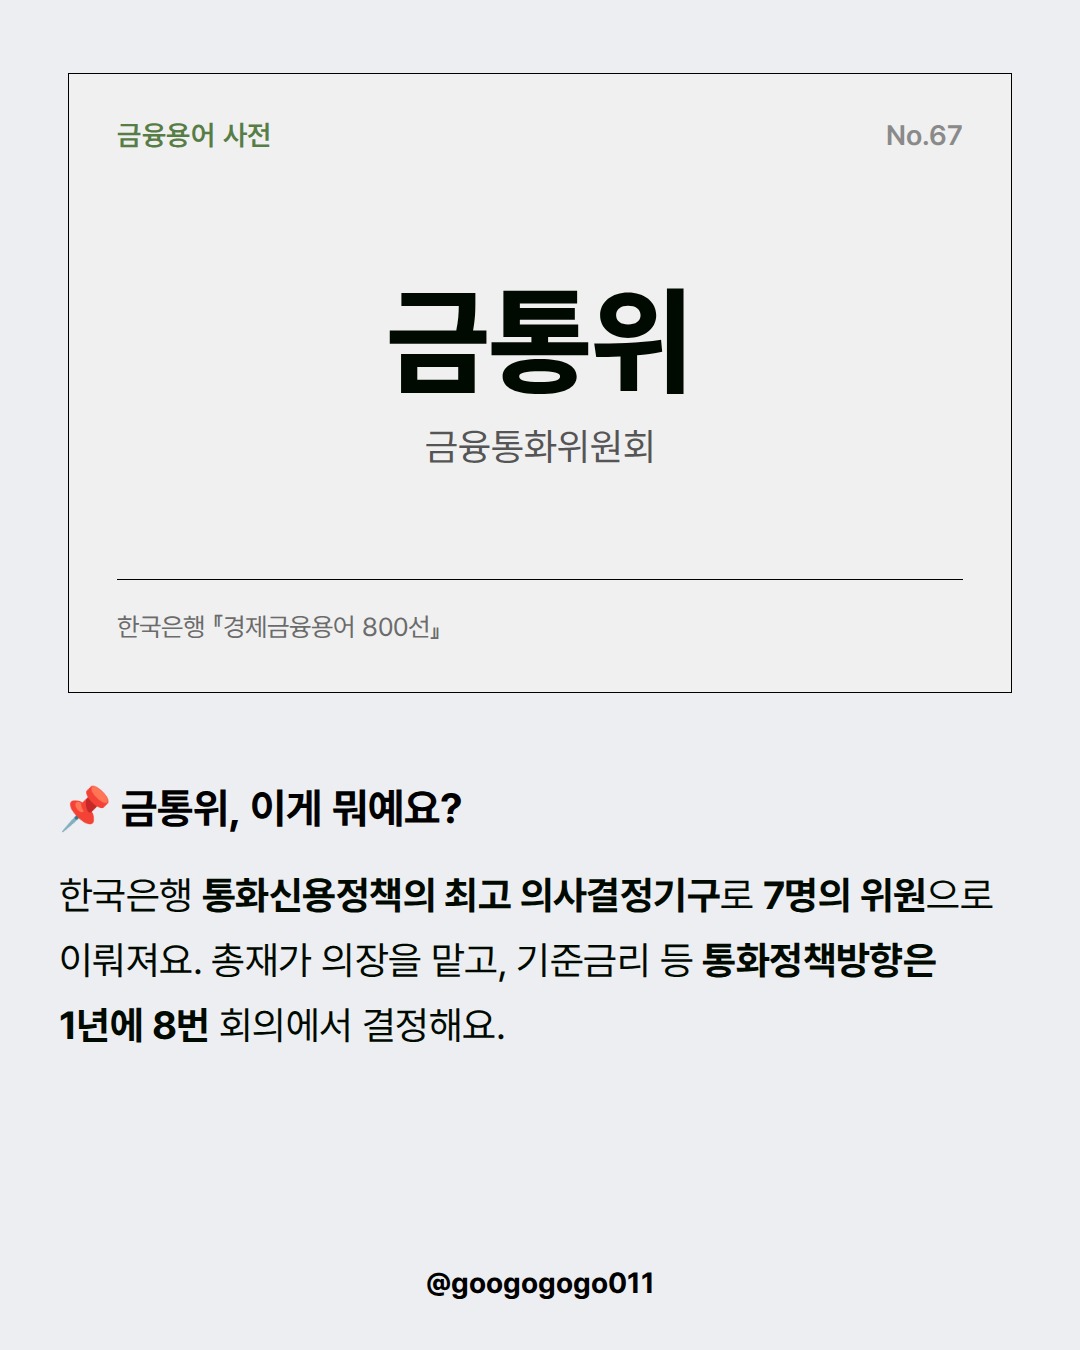 금융용어 사전
No.67
금통위
금융통화위원회
한국은행 『경제금융용어 800선』
📌 금통위, 이게 뭐예요?
한국은행 통화신용정책의 최고 의사결정기구로 7명의 위원으로
이뤄져요. 총재가 의장을 맡고, 기준금리 등 통화정책방향은
1년에 8번 회의에서 결정해요.
@googogogo011